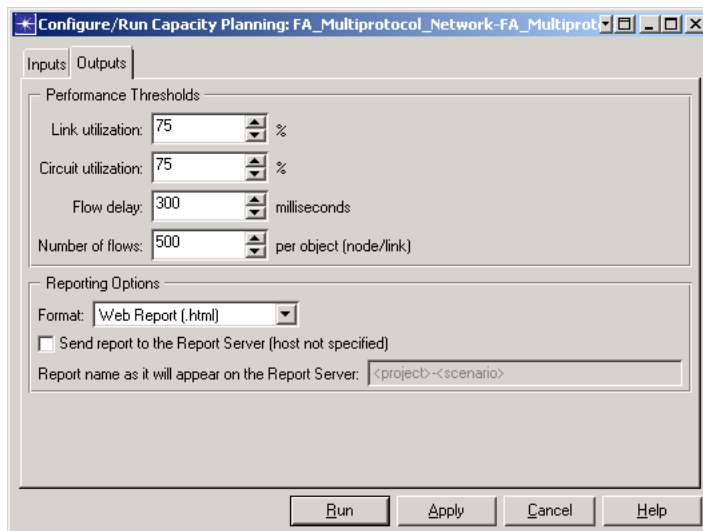 Configure/Run Capacity Planning: FA_Multiprotocol_Network-FA_Multiprot
Inputs Outputs
Performance Thresholds
Link utilization: 75 %
Circuit utilization: 75 %
Flow delay: 300 milliseconds
Number of flows: 500 per object (node/link)
Reporting Options
Format: Web Report (.html)
Send report to the Report Server (host not specified)
Report name as it will appear on the Report Server: <project>-<scenario>
Run Apply Cancel Help